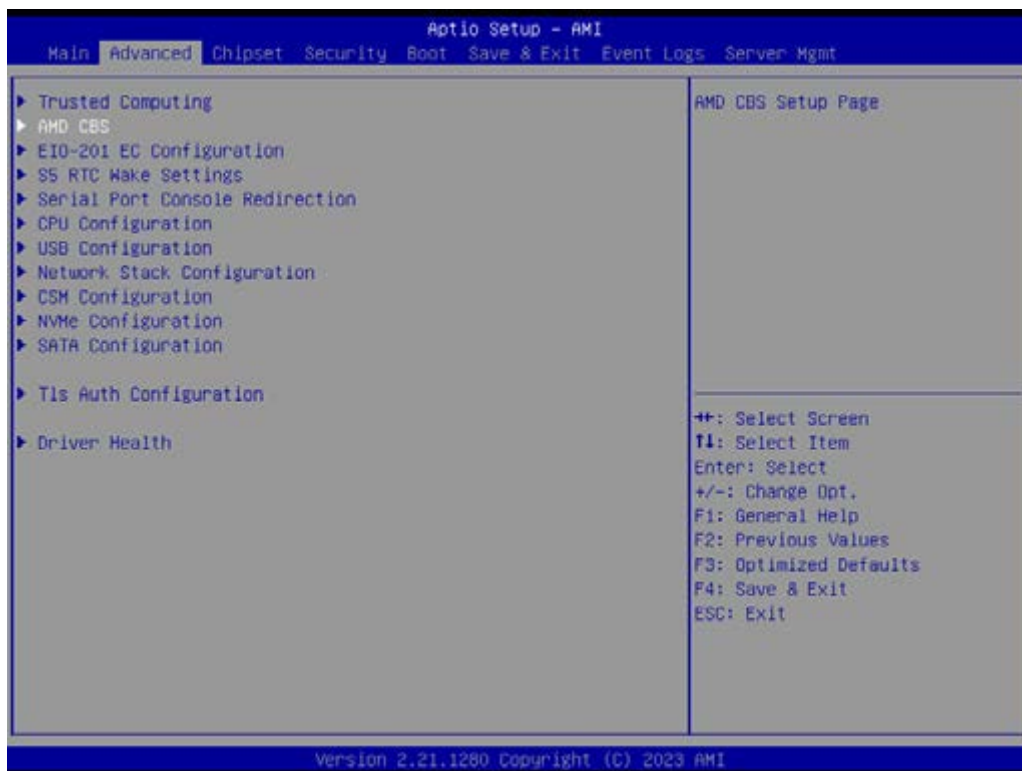 Aptio Setup - AMI
Main Advanced Chipset Security Boot Save & Exit Event Logs Server Mgmt
Trusted Computing
AMD CBS
EIO-201 EC Configuration
S5 RTC Wake Settings
Serial Port Console Redirection
CPU Configuration
USB Configuration
Network Stack Configuration
CSM Configuration
NVMe Configuration
SATA Configuration
Tls Auth Configuration
Driver Health
AMD CBS Setup Page
→←: Select Screen
↑↓: Select Item
Enter: Select
+/-: Change Opt.
F1: General Help
F2: Previous Values
F3: Optimized Defaults
F4: Save & Exit
ESC: Exit
Version 2.21.1280 Copyright (C) 2023 AMI